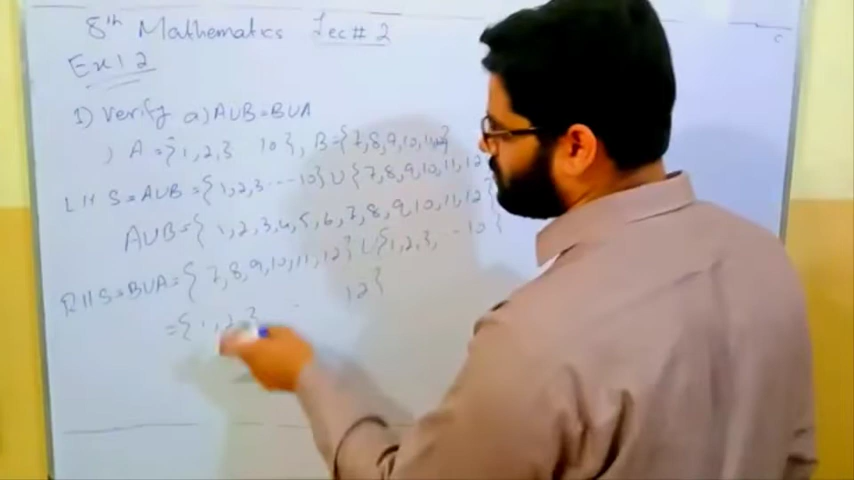 8th Mathematics Lec# 2
Ex 1.2
1) Verify a) AUB=BUA
) A={1,2,3 10}, B={7,8,9,10,11,12}
L H S=AUB={1,2,3----10} U {7,8,9,10,11,12
AUB={1,2,3,4,5,6,7,8,9,10,11,12}
R H S=BUA={7,8,9,10,11,12} U {1,2,3,--10}
={1,2,3 12}